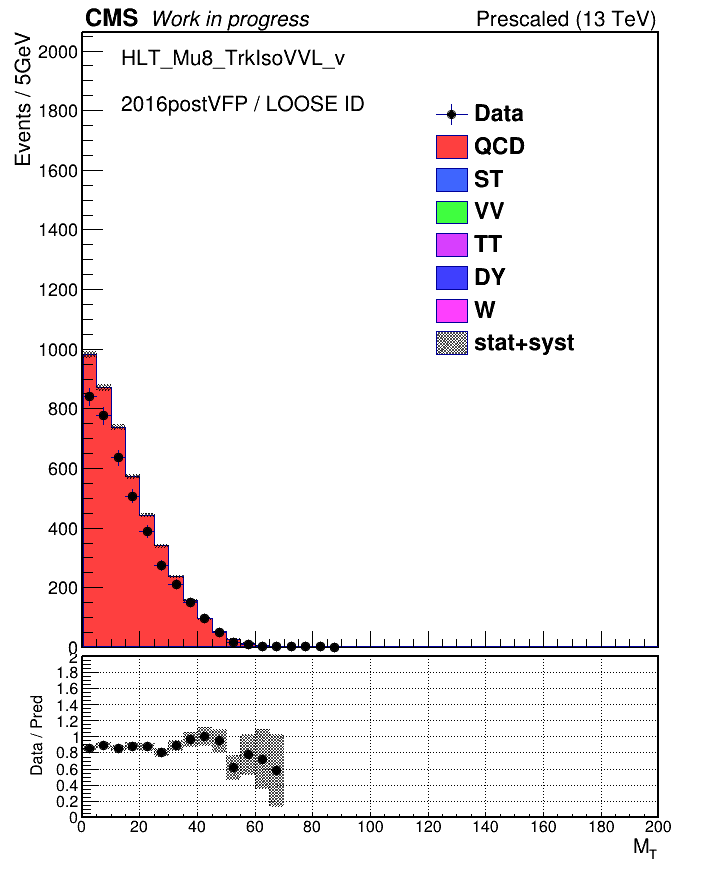 CMS Work in progress Prescaled (13 TeV)
Events / 5GeV
HLT_Mu8_TrkIsoVVL_v
2016postVFP / LOOSE ID
Data
QCD
ST
VV
TT
DY
W
stat+syst
2000
1800
1600
1400
1200
1000
800
600
400
200
0
Data / Pred
2
1.8
1.6
1.4
1.2
1
0.8
0.6
0.4
0.2
0
0 20 40 60 80 100 120 140 160 180 200
M_T